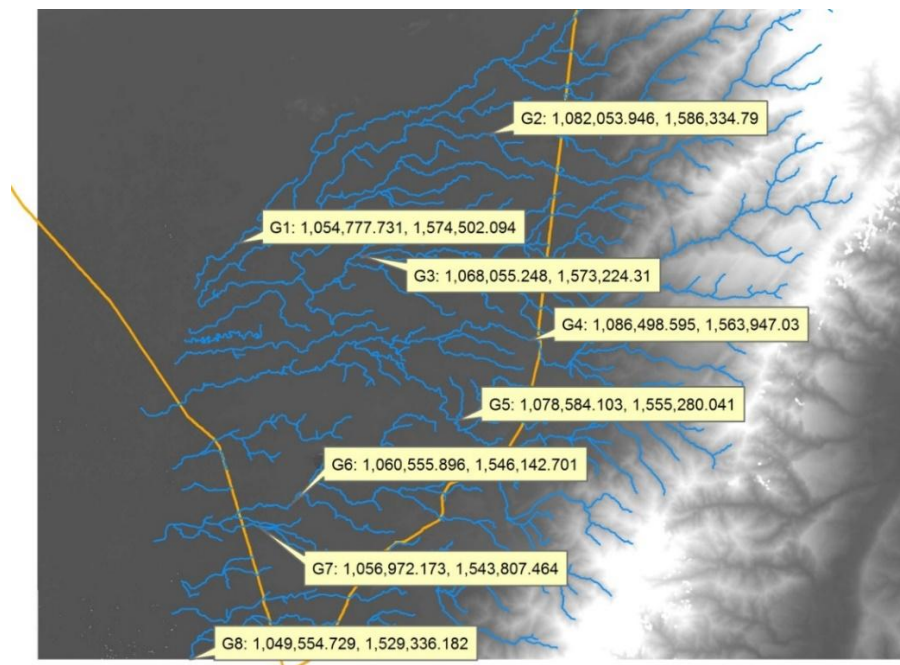 G2: 1,082,053.946, 1,586,334.79
G1: 1,054,777.731, 1,574,502.094
G3: 1,068,055.248, 1,573,224.31
G4: 1,086,498.595, 1,563,947.03
G5: 1,078,584.103, 1,555,280.041
G6: 1,060,555.896, 1,546,142.701
G7: 1,056,972.173, 1,543,807.464
G8: 1,049,554.729, 1,529,336.182